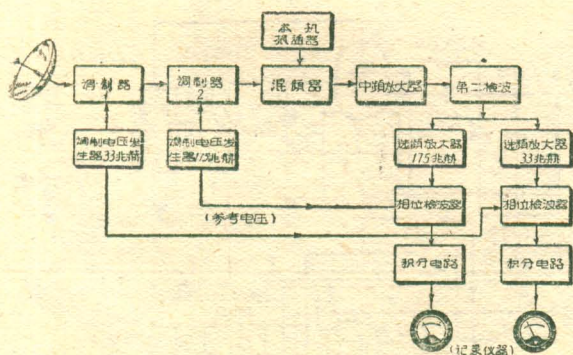 本机
振荡器
调制器
1
调制器
2
混频器
中频放大器
第二检波
调制电压发
生器33兆赫
调制电压发
生器175兆赫
选频放大器
175兆赫
选频放大器
33兆赫
(参考电压)
相位检波器
相位检波器
积分电路
积分电路
(记录仪器)